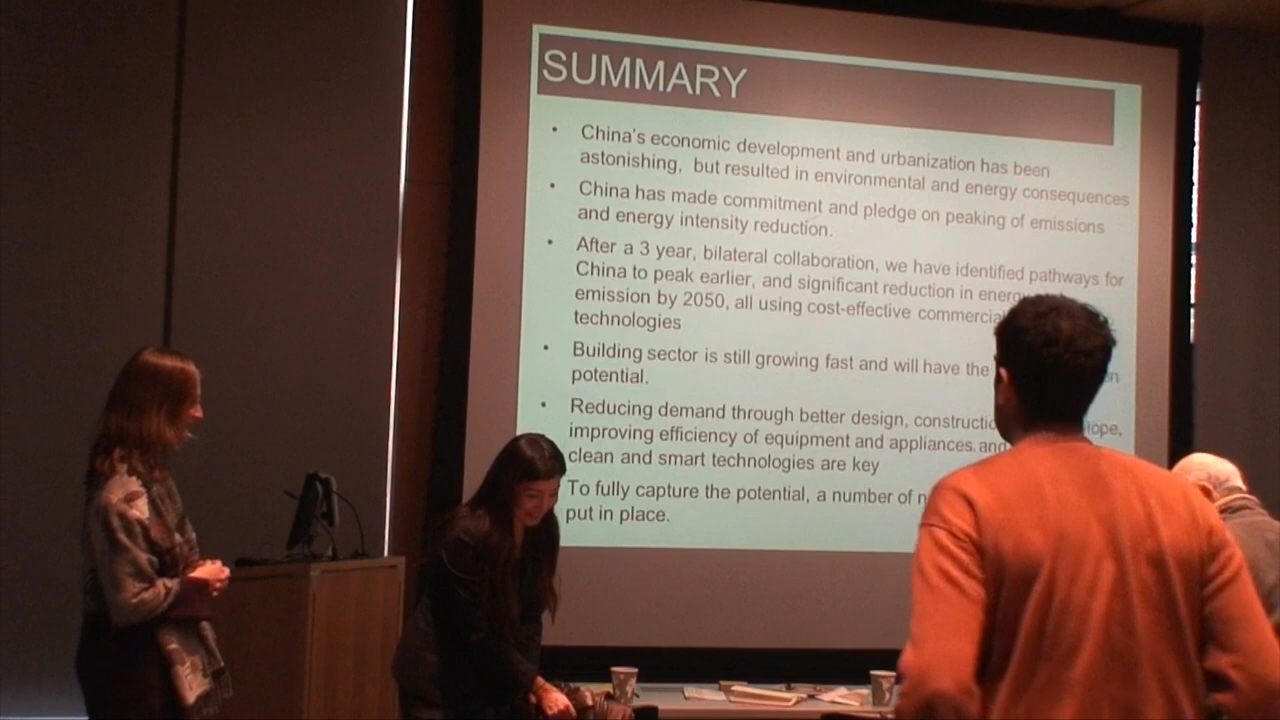 SUMMARY
• China's economic development and urbanization has been
astonishing, but resulted in environmental and energy consequences
• China has made commitment and pledge on peaking of emissions
and energy intensity reduction.
• After a 3 year, bilateral collaboration, we have identified pathways for
China to peak earlier, and significant reduction in
emission by 2050, all using cost-effective
technologies
• Building sector is still growing fast and will have the
potential.
• Reducing demand through better design,
improving efficiency of equipment and appliances and
clean and smart technologies are key
To fully capture the potential, a number of
put in place.